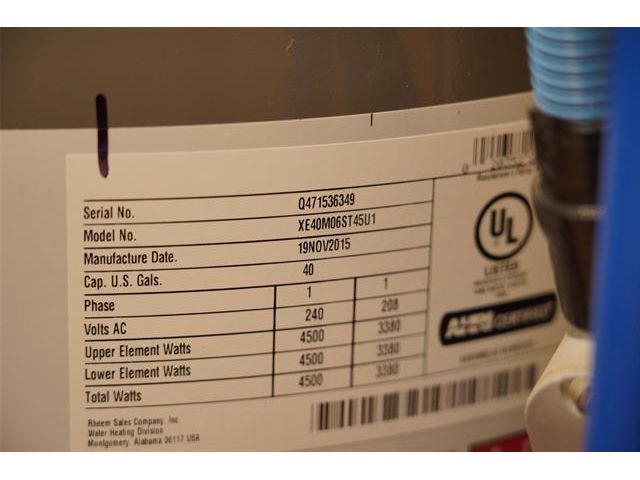 Serial No. Q471536349
Model No. XE40M06ST45U1
Manufacture Date. 19NOV2015
Cap. U.S. Gals. 40
Phase 1 1
Volts AC 240 208
Upper Element Watts 4500 3380
Lower Element Watts 4500 3380
Total Watts 4500 3380
UL
LISTED
CERTIFIED
Rheem Sales Company, Inc.
Water Heating Division
Montgomery, Alabama 36117 USA